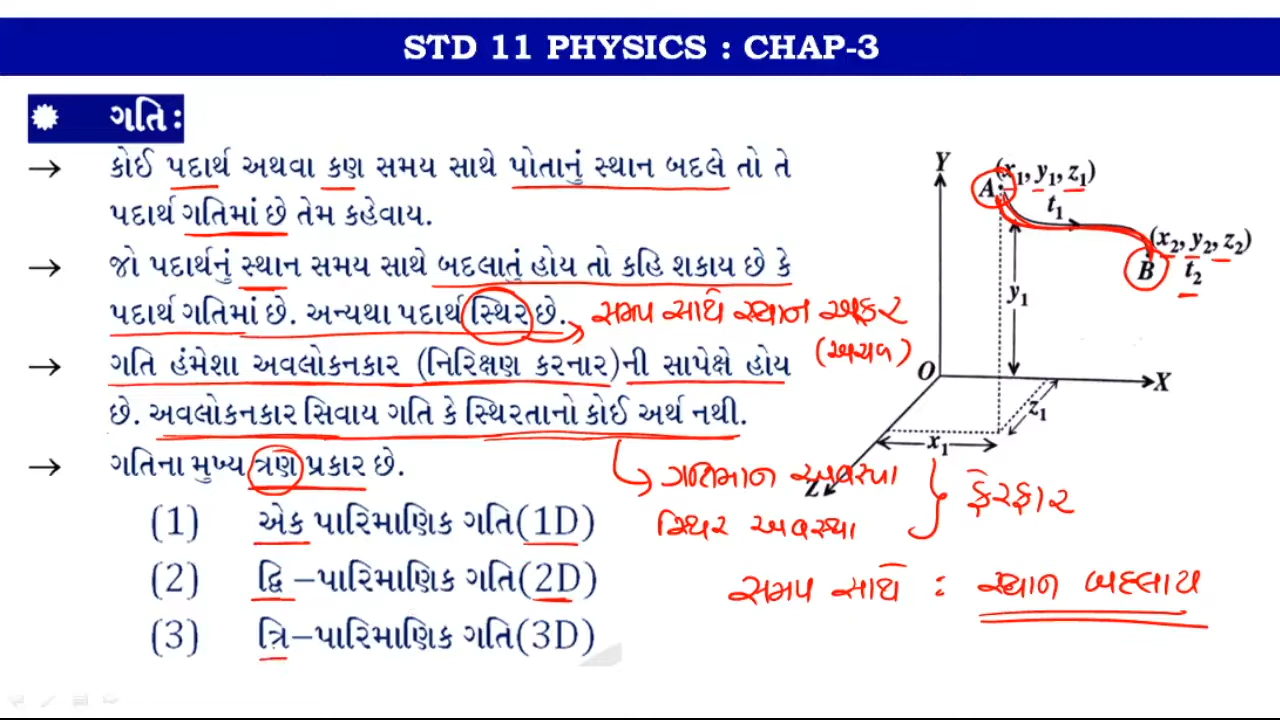 STD 11 PHYSICS : CHAP-3
ગતિ :
→ કોઈ પદાર્થ અથવા કણ સમય સાથે પોતાનું સ્થાન બદલે તો તે
પદાર્થ ગતિમાં છે તેમ કહેવાય.
→ જો પદાર્થનું સ્થાન સમય સાથે બદલાતું હોય તો કહિ શકાય છે કે
પદાર્થ ગતિમાં છે. અન્યથા પદાર્થ સ્થિર છે.
→ ગતિ હંમેશા અવલોકનકાર (નિરિક્ષણ કરનાર)ની સાપેક્ષે હોય
છે. અવલોકનકાર સિવાય ગતિ કે સ્થિરતાનો કોઈ અર્થ નથી.
→ ગતિના મુખ્ય ત્રણ પ્રકાર છે.
(1) એક પારિમાણિક ગતિ(1D)
(2) દ્વિ–પારિમાણિક ગતિ(2D)
(3) ત્રિ–પારિમાણિક ગતિ(3D)
સમય સાથે સ્થાન અફર
(અચળ)
ગતિમાન અવસ્થા
સ્થિર અવસ્થા
ફેરફાર
સમય સાથે : સ્થાન બદલાય
Y
(x₁, y₁, z₁)
A
t₁
(x₂, y₂, z₂)
B
t₂
y₁
O
X
z₁
x₁
Z